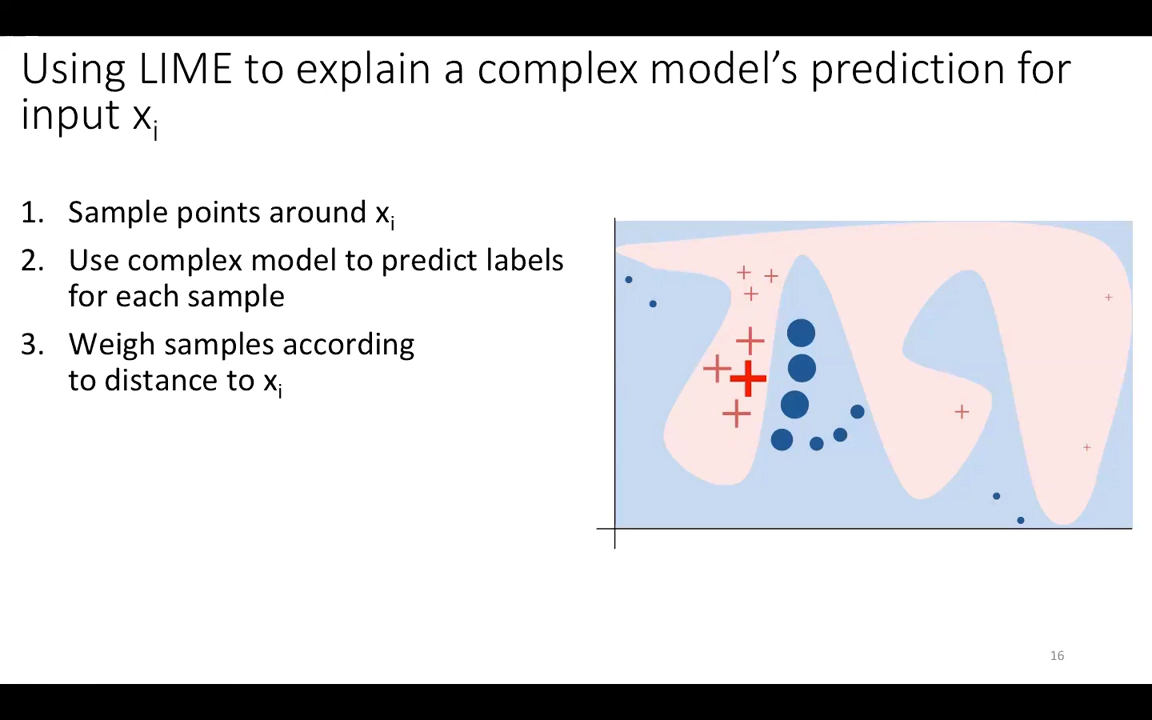 Using LIME to explain a complex model’s prediction for
input xᵢ
1. Sample points around xᵢ
2. Use complex model to predict labels
for each sample
3. Weigh samples according
to distance to xᵢ
16